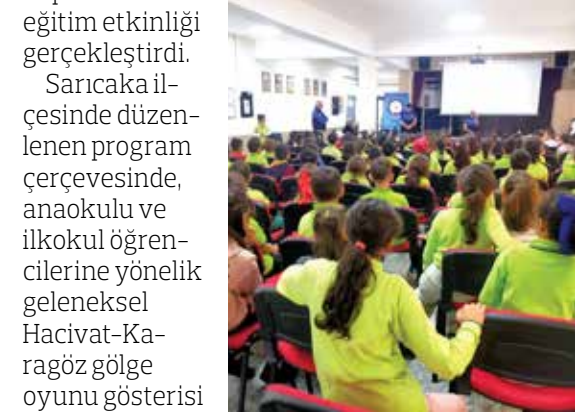 eğitim etkinliği
gerçekleştirdi.
Sarıcaka il-
çesinde düzen-
lenen program
çerçevesinde,
anaokulu ve
ilkokul öğren-
cilerine yönelik
geleneksel
Hacivat-Ka-
ragöz gölge
oyunu gösterisi